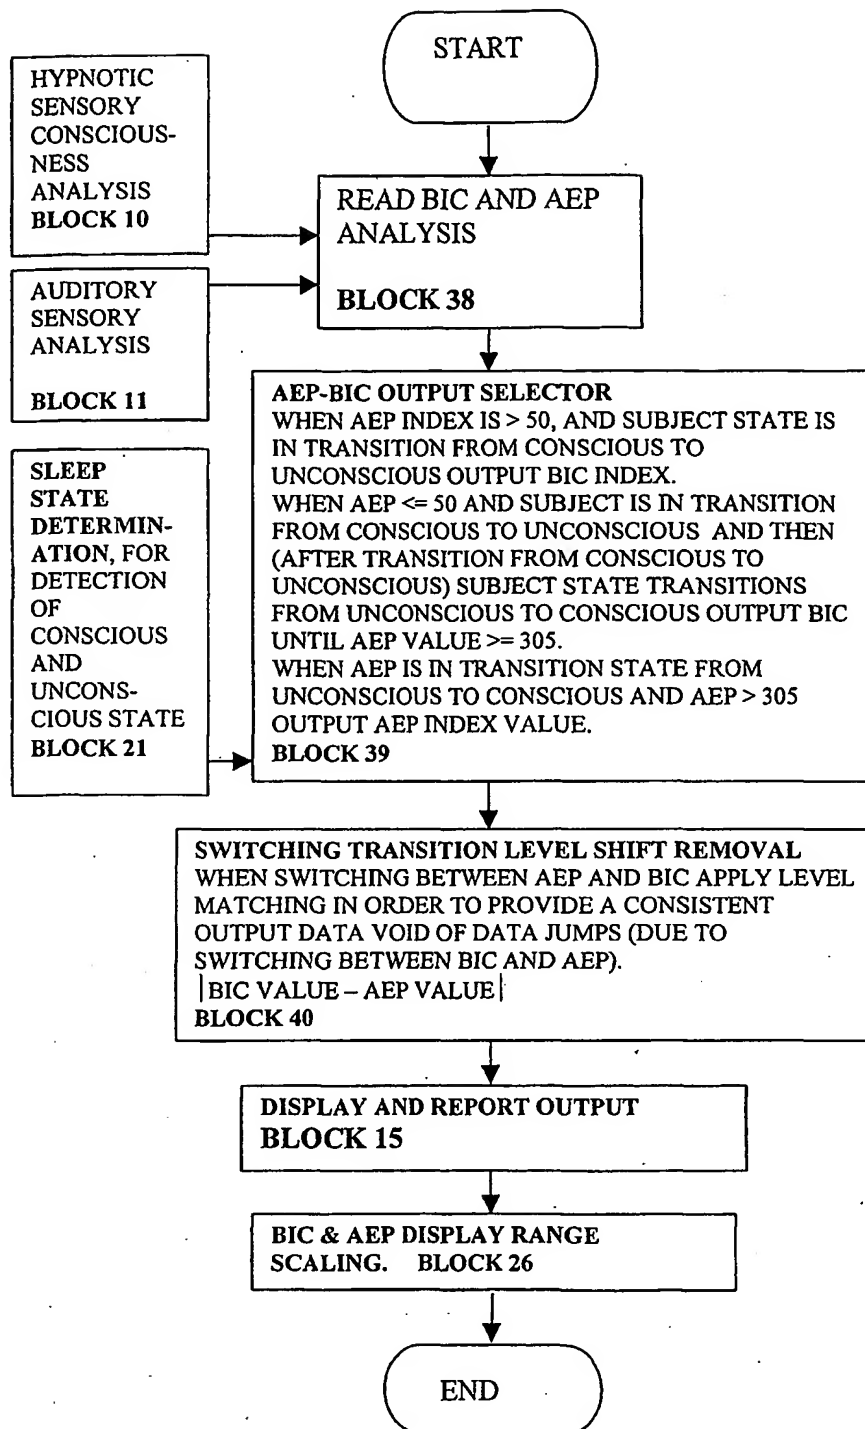 START
HYPNOTIC
SENSORY
CONSCIOUS-
NESS
ANALYSIS
BLOCK 10
READ BIC AND AEP
ANALYSIS
BLOCK 38
AUDITORY
SENSORY
ANALYSIS
BLOCK 11
AEP-BIC OUTPUT SELECTOR
WHEN AEP INDEX IS > 50, AND SUBJECT STATE IS
IN TRANSITION FROM CONSCIOUS TO
UNCONSCIOUS OUTPUT BIC INDEX.
WHEN AEP <= 50 AND SUBJECT IS IN TRANSITION
FROM CONSCIOUS TO UNCONSCIOUS AND THEN
(AFTER TRANSITION FROM CONSCIOUS TO
UNCONSCIOUS) SUBJECT STATE TRANSITIONS
FROM UNCONSCIOUS TO CONSCIOUS OUTPUT BIC
UNTIL AEP VALUE >= 305.
WHEN AEP IS IN TRANSITION STATE FROM
UNCONSCIOUS TO CONSCIOUS AND AEP > 305
OUTPUT AEP INDEX VALUE.
BLOCK 39
SLEEP
STATE
DETERMIN-
ATION, FOR
DETECTION
OF
CONSCIOUS
AND
UNCONS-
CIOUS STATE
BLOCK 21
SWITCHING TRANSITION LEVEL SHIFT REMOVAL
WHEN SWITCHING BETWEEN AEP AND BIC APPLY LEVEL
MATCHING IN ORDER TO PROVIDE A CONSISTENT
OUTPUT DATA VOID OF DATA JUMPS (DUE TO
SWITCHING BETWEEN BIC AND AEP).
|BIC VALUE – AEP VALUE|
BLOCK 40
DISPLAY AND REPORT OUTPUT
BLOCK 15
BIC & AEP DISPLAY RANGE
SCALING. BLOCK 26
END